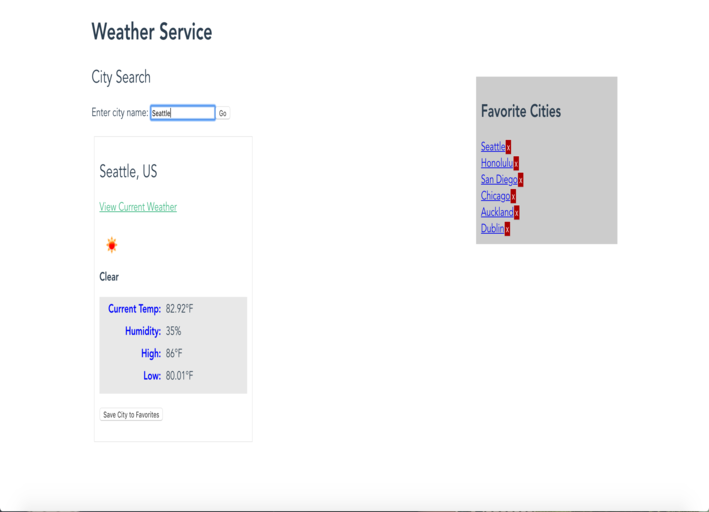 Weather Service
City Search
Enter city name: Seattle Go
Seattle, US
View Current Weather
Clear
Current Temp: 82.92°F
Humidity: 35%
High: 86°F
Low: 80.01°F
Save City to Favorites
Favorite Cities
Seattle x
Honolulu x
San Diego x
Chicago x
Auckland x
Dublin x